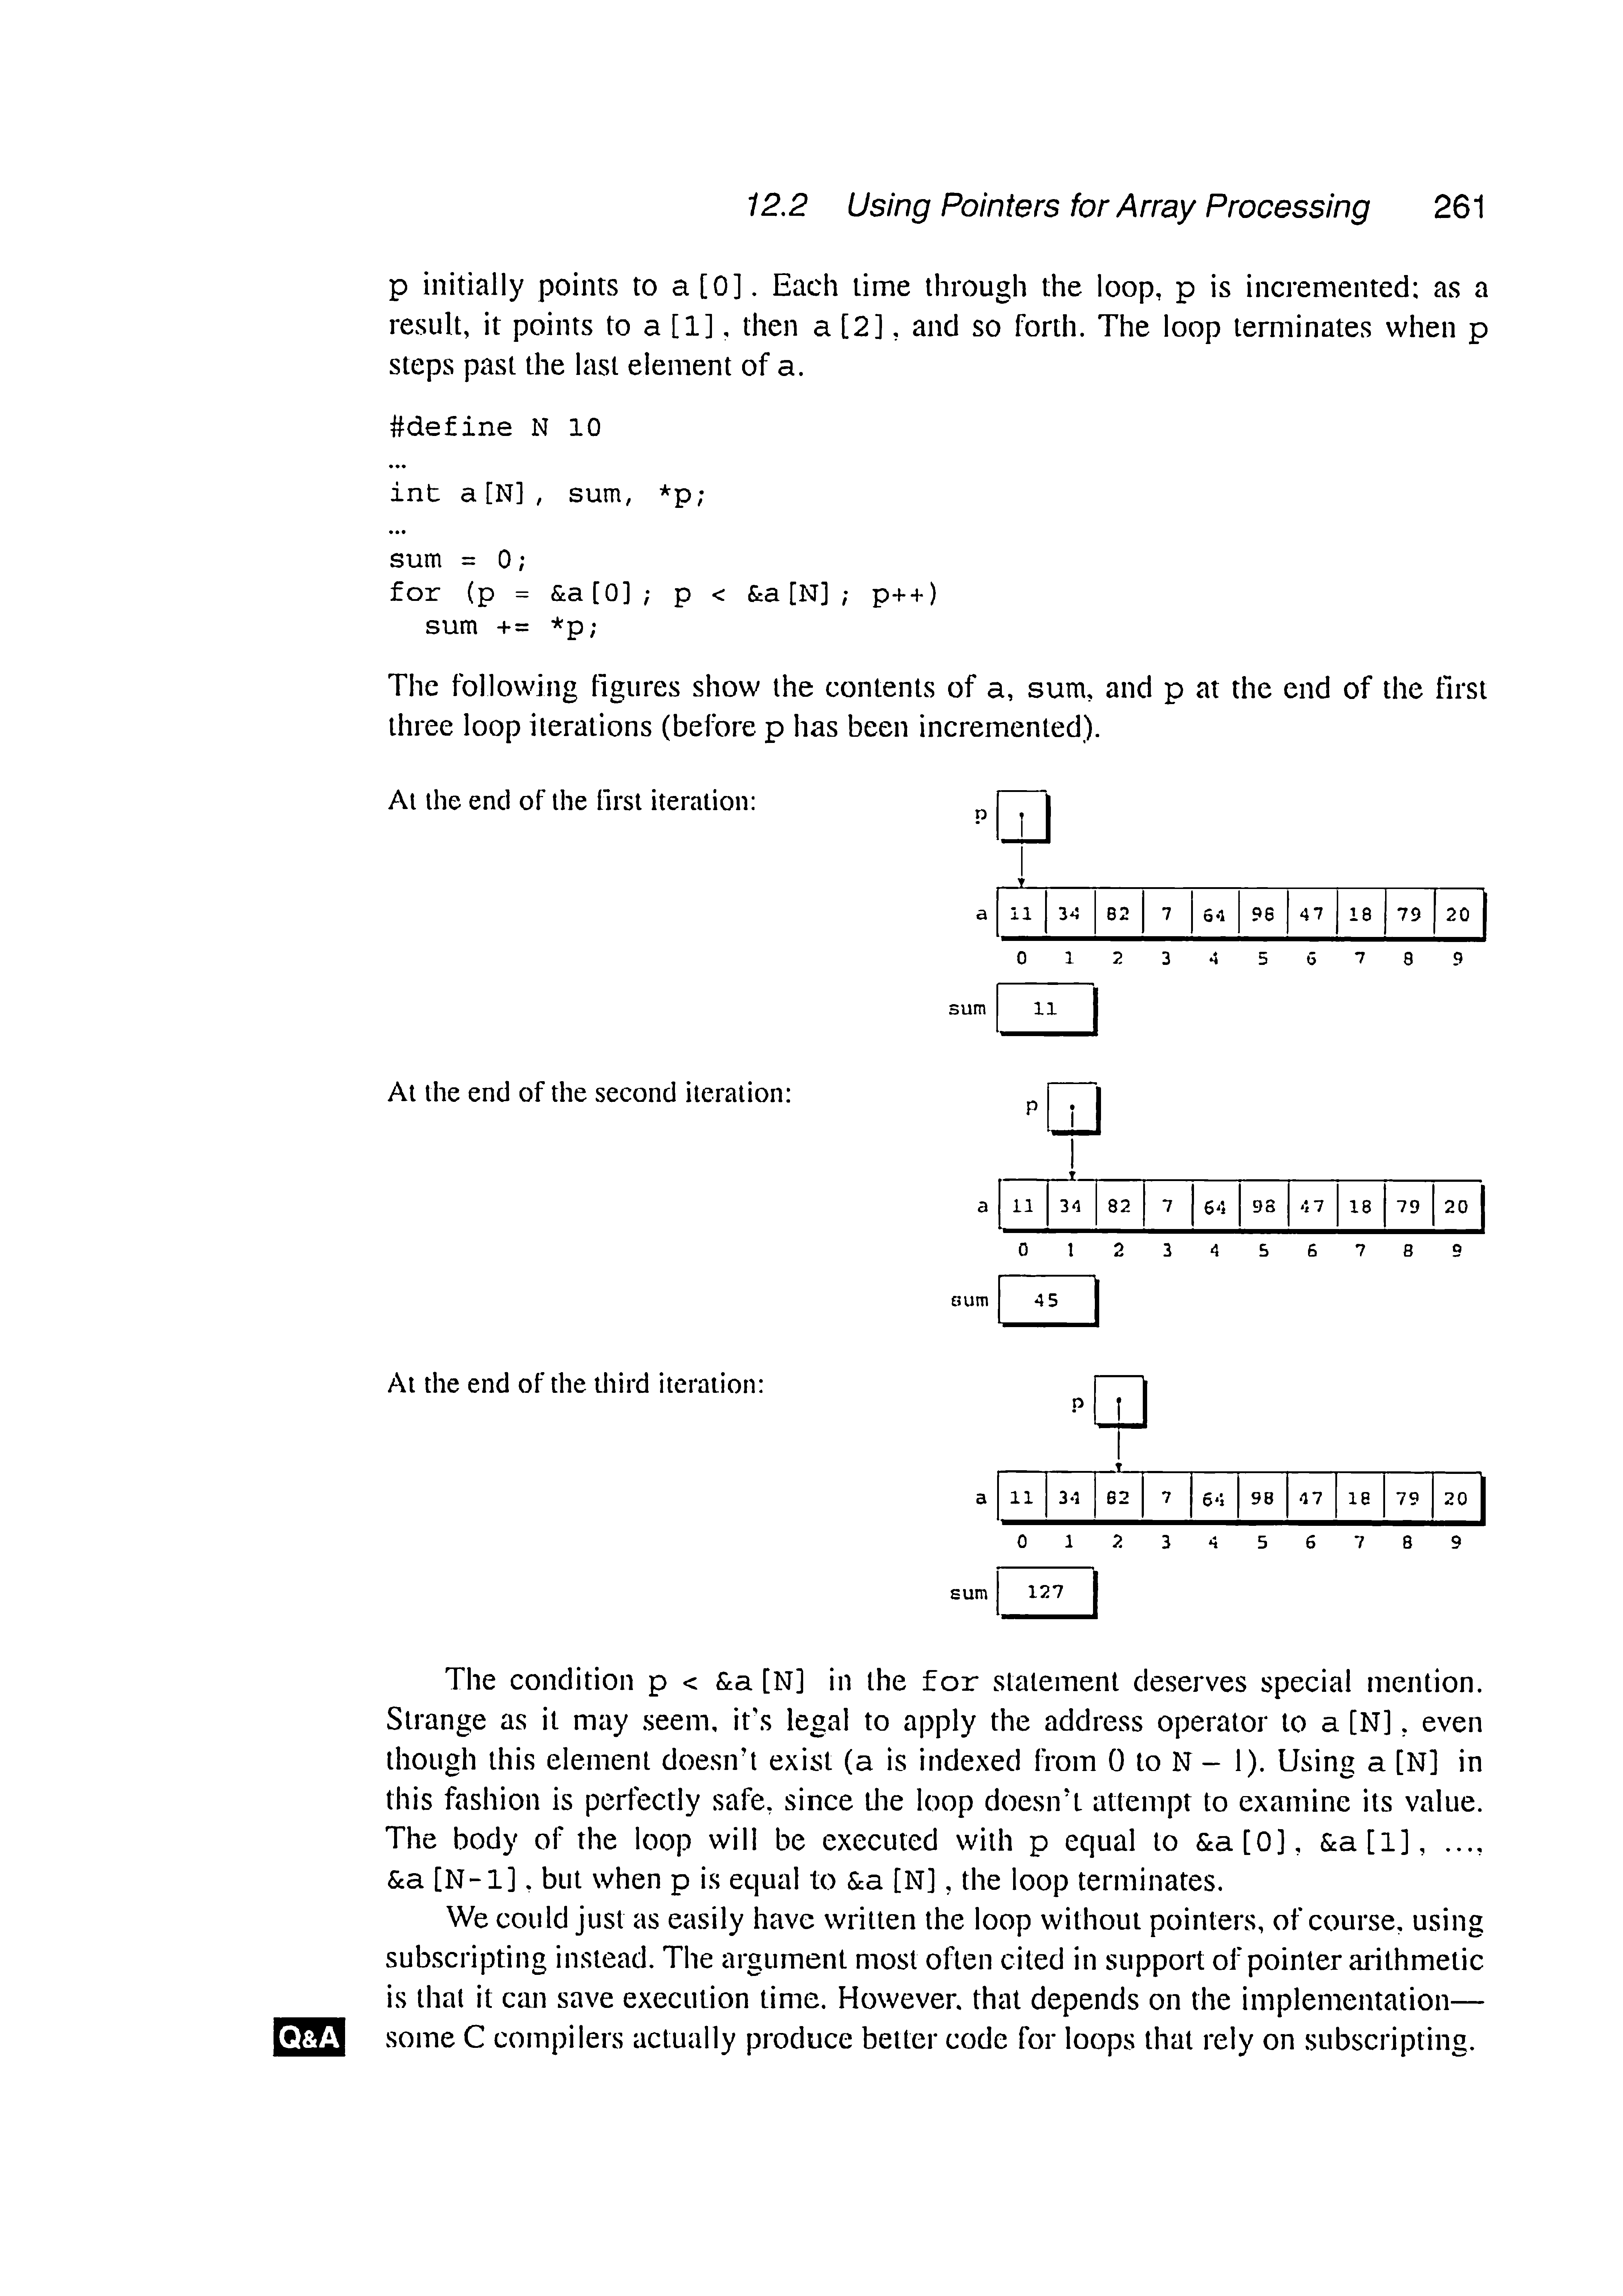 12.2 Using Pointers for Array Processing 261
p initially points to a[0]. Each time through the loop, p is incremented; as a
result, it points to a[1], then a[2], and so forth. The loop terminates when p
steps past the last element of a.
#define N 10
…
int a[N], sum, *p;
…
sum = 0;
for (p = &a[0]; p < &a[N]; p++)
  sum += *p;
The following figures show the contents of a, sum, and p at the end of the first
three loop iterations (before p has been incremented).
At the end of the first iteration:
p
a 11 34 82 7 64 98 47 18 79 20
0 1 2 3 4 5 6 7 8 9
sum 11
At the end of the second iteration:
p
a 11 34 82 7 64 98 47 18 79 20
0 1 2 3 4 5 6 7 8 9
sum 45
At the end of the third iteration:
p
a 11 34 82 7 64 98 47 18 79 20
0 1 2 3 4 5 6 7 8 9
sum 127
The condition p < &a[N] in the for statement deserves special mention.
Strange as it may seem, it's legal to apply the address operator to a[N], even
though this element doesn't exist (a is indexed from 0 to N – 1). Using a[N] in
this fashion is perfectly safe, since the loop doesn't attempt to examine its value.
The body of the loop will be executed with p equal to &a[0], &a[1], …,
&a[N-1], but when p is equal to &a[N], the loop terminates.
We could just as easily have written the loop without pointers, of course, using
subscripting instead. The argument most often cited in support of pointer arithmetic
is that it can save execution time. However, that depends on the implementation—
Q&A some C compilers actually produce better code for loops that rely on subscripting.